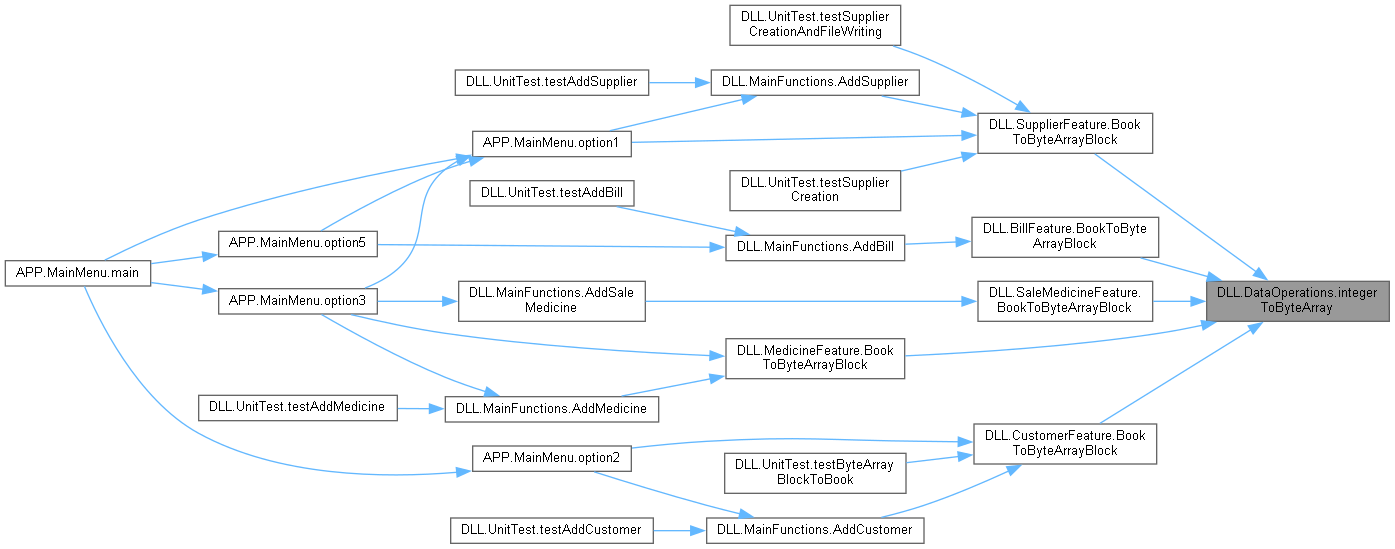 DLL.UnitTest.testSupplier
CreationAndFileWriting
DLL.UnitTest.testAddSupplier
DLL.MainFunctions.AddSupplier
DLL.SupplierFeature.Book
ToByteArrayBlock
APP.MainMenu.option1
DLL.UnitTest.testSupplier
Creation
DLL.UnitTest.testAddBill
DLL.BillFeature.BookToByte
ArrayBlock
APP.MainMenu.option5
DLL.MainFunctions.AddBill
APP.MainMenu.main
APP.MainMenu.option3
DLL.MainFunctions.AddSale
Medicine
DLL.SaleMedicineFeature.
BookToByteArrayBlock
DLL.DataOperations.integer
ToByteArray
DLL.MedicineFeature.Book
ToByteArrayBlock
DLL.UnitTest.testAddMedicine
DLL.MainFunctions.AddMedicine
DLL.CustomerFeature.Book
ToByteArrayBlock
APP.MainMenu.option2
DLL.UnitTest.testByteArray
BlockToBook
DLL.UnitTest.testAddCustomer
DLL.MainFunctions.AddCustomer